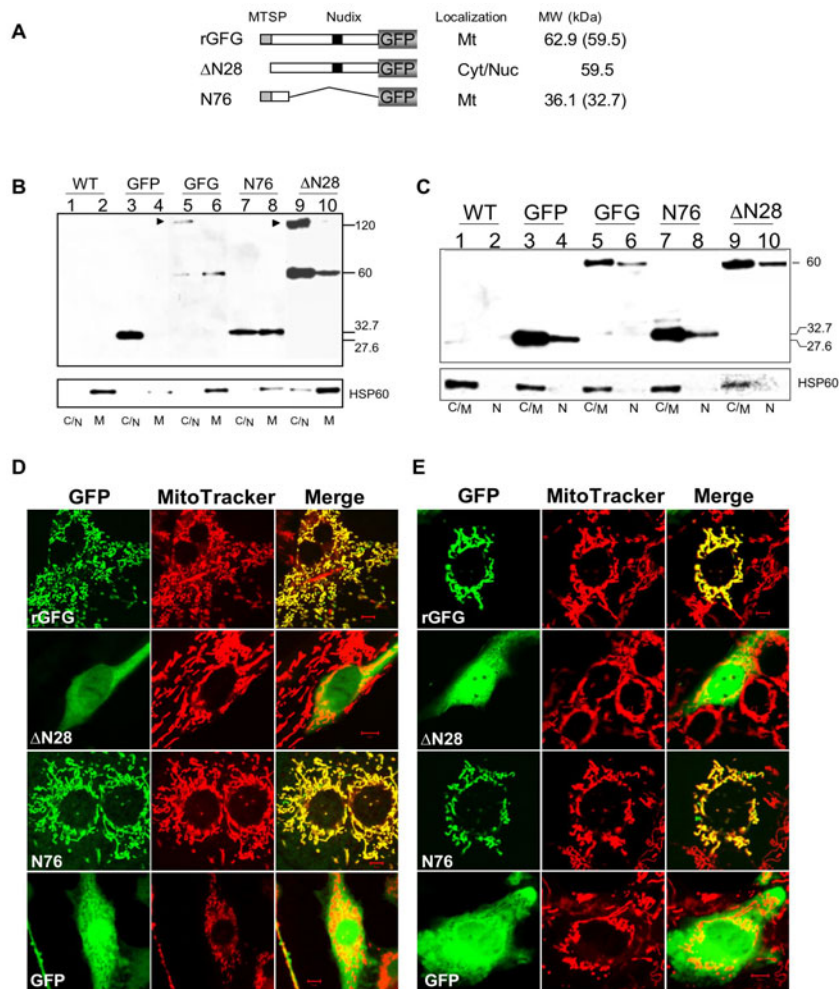 A
MTSP Nudix Localization MW (kDa)
rGFG GFP Mt 62.9 (59.5)
ΔN28 GFP Cyt/Nuc 59.5
N76 GFP Mt 36.1 (32.7)
B
WT GFP GFG N76 ΔN28
1 2 3 4 5 6 7 8 9 10
120
60
32.7
27.6
HSP60
C/N M C/N M C/N M C/N M C/N M
C
WT GFP GFG N76 ΔN28
1 2 3 4 5 6 7 8 9 10
60
32.7
27.6
HSP60
C/M N C/M N C/M N C/M N C/M N
D
GFP MitoTracker Merge
rGFG
ΔN28
N76
GFP
E
GFP MitoTracker Merge
rGFG
ΔN28
N76
GFP